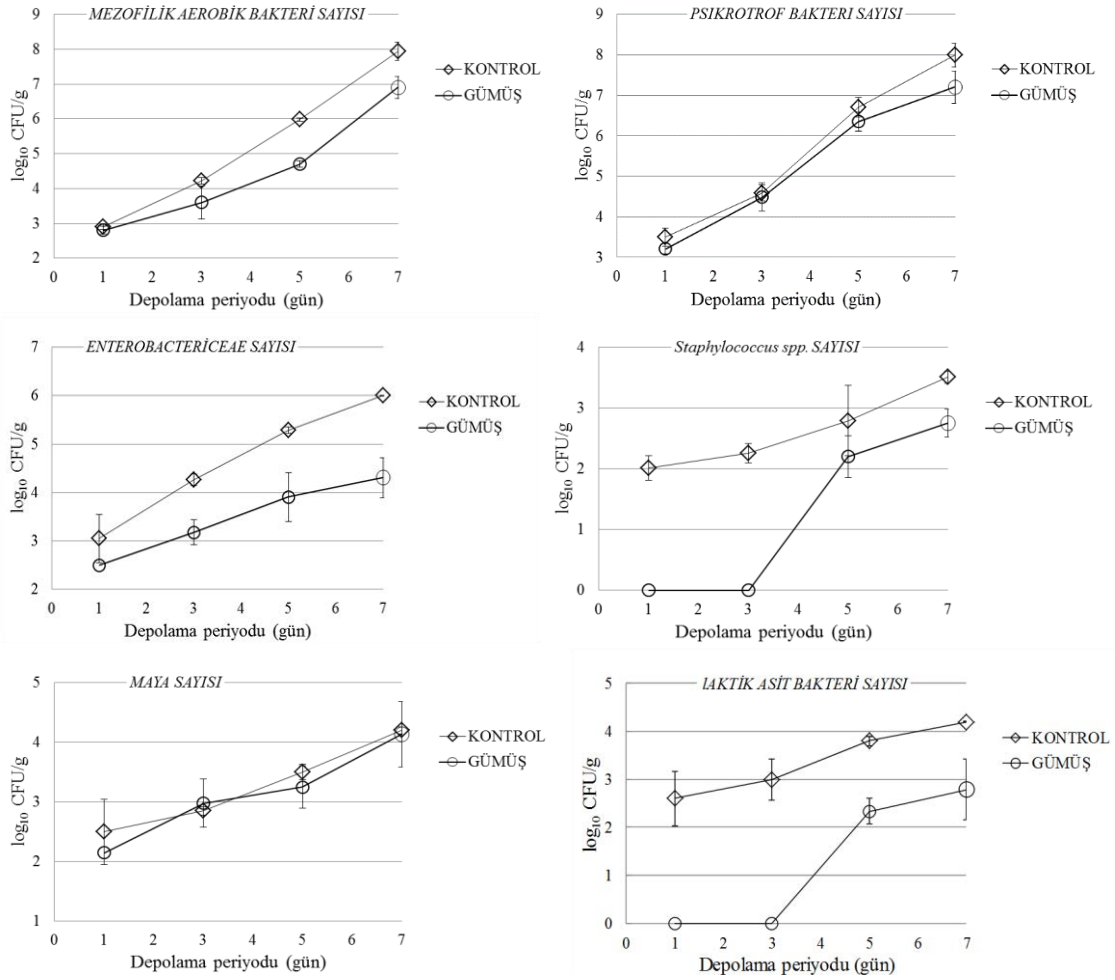 MEZOFİLİK AEROBİK BAKTERİ SAYISI
9
8
7
6
5
4
3
2
log₁₀ CFU/g
0 1 2 3 4 5 6 7
Depolama periyodu (gün)
KONTROL
GÜMÜŞ
PSIKROTROF BAKTERI SAYISI
9
8
7
6
5
4
3
log₁₀ CFU/g
0 1 2 3 4 5 6 7
Depolama periyodu (gün)
KONTROL
GÜMÜŞ
ENTEROBACTERİCEAE SAYISI
7
6
5
4
3
2
log₁₀ CFU/g
0 1 2 3 4 5 6 7
Depolama periyodu (gün)
KONTROL
GÜMÜŞ
Staphylococcus spp. SAYISI
4
3
2
1
0
log₁₀ CFU/g
0 1 2 3 4 5 6 7
Depolama periyodu (gün)
KONTROL
GÜMÜŞ
MAYA SAYISI
5
4
3
2
1
log₁₀ CFU/g
0 1 2 3 4 5 6 7
Depolama periyodu (gün)
KONTROL
GÜMÜŞ
lAKTİK ASİT BAKTERİ SAYISI
5
4
3
2
1
0
log₁₀ CFU/g
0 1 2 3 4 5 6 7
Depolama periyodu (gün)
KONTROL
GÜMÜŞ